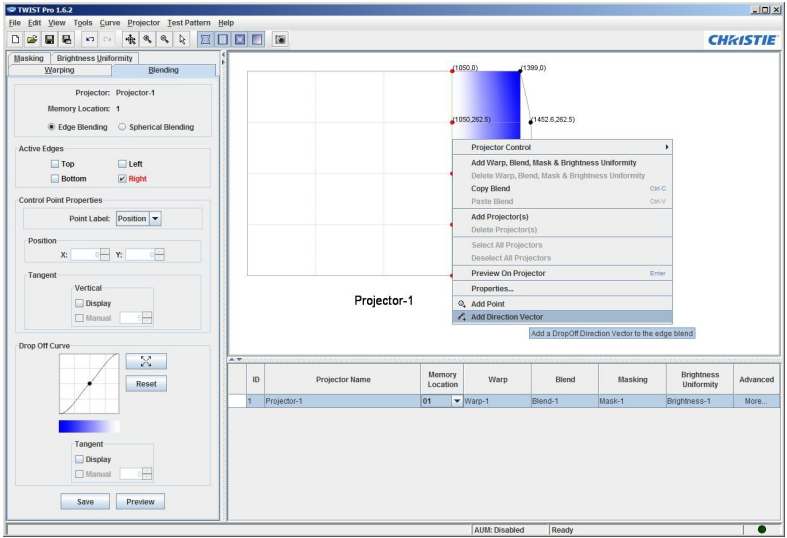 TWIST Pro 1.6.2
File Edit View Tools Curve Projector Test Pattern Help
CHRISTIE
Masking Brightness Uniformity
Warping Blending
Projector: Projector-1
Memory Location: 1
Edge Blending Spherical Blending
Active Edges
Top Left
Bottom Right
Control Point Properties
Point Label: Position
Position
X: 0 Y: 0
Tangent
Vertical
Display
Manual
Drop Off Curve
Reset
Tangent
Display
Manual
Save Preview
(1050,0) (1399,0)
(1050,262.5) (1452.6,262.5)
Projector-1
Projector Control
Add Warp, Blend, Mask & Brightness Uniformity
Delete Warp, Blend, Mask & Brightness Uniformity
Copy Blend Ctrl-C
Paste Blend Ctrl-V
Add Projector(s)
Delete Projector(s)
Select All Projectors
Deselect All Projectors
Preview On Projector Enter
Properties...
Add Point
Add Direction Vector
Add a DropOff Direction Vector to the edge blend
ID Projector Name Memory Location Warp Blend Masking Brightness Uniformity Advanced
1 Projector-1 01 Warp-1 Blend-1 Mask-1 Brightness-1 More...
AUM: Disabled Ready